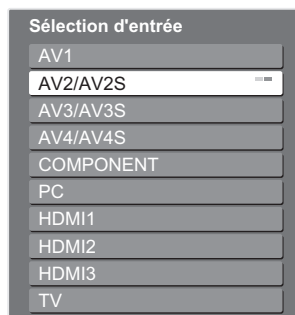 Sélection d'entrée
AV1
AV2/AV2S
AV3/AV3S
AV4/AV4S
COMPONENT
PC
HDMI1
HDMI2
HDMI3
TV